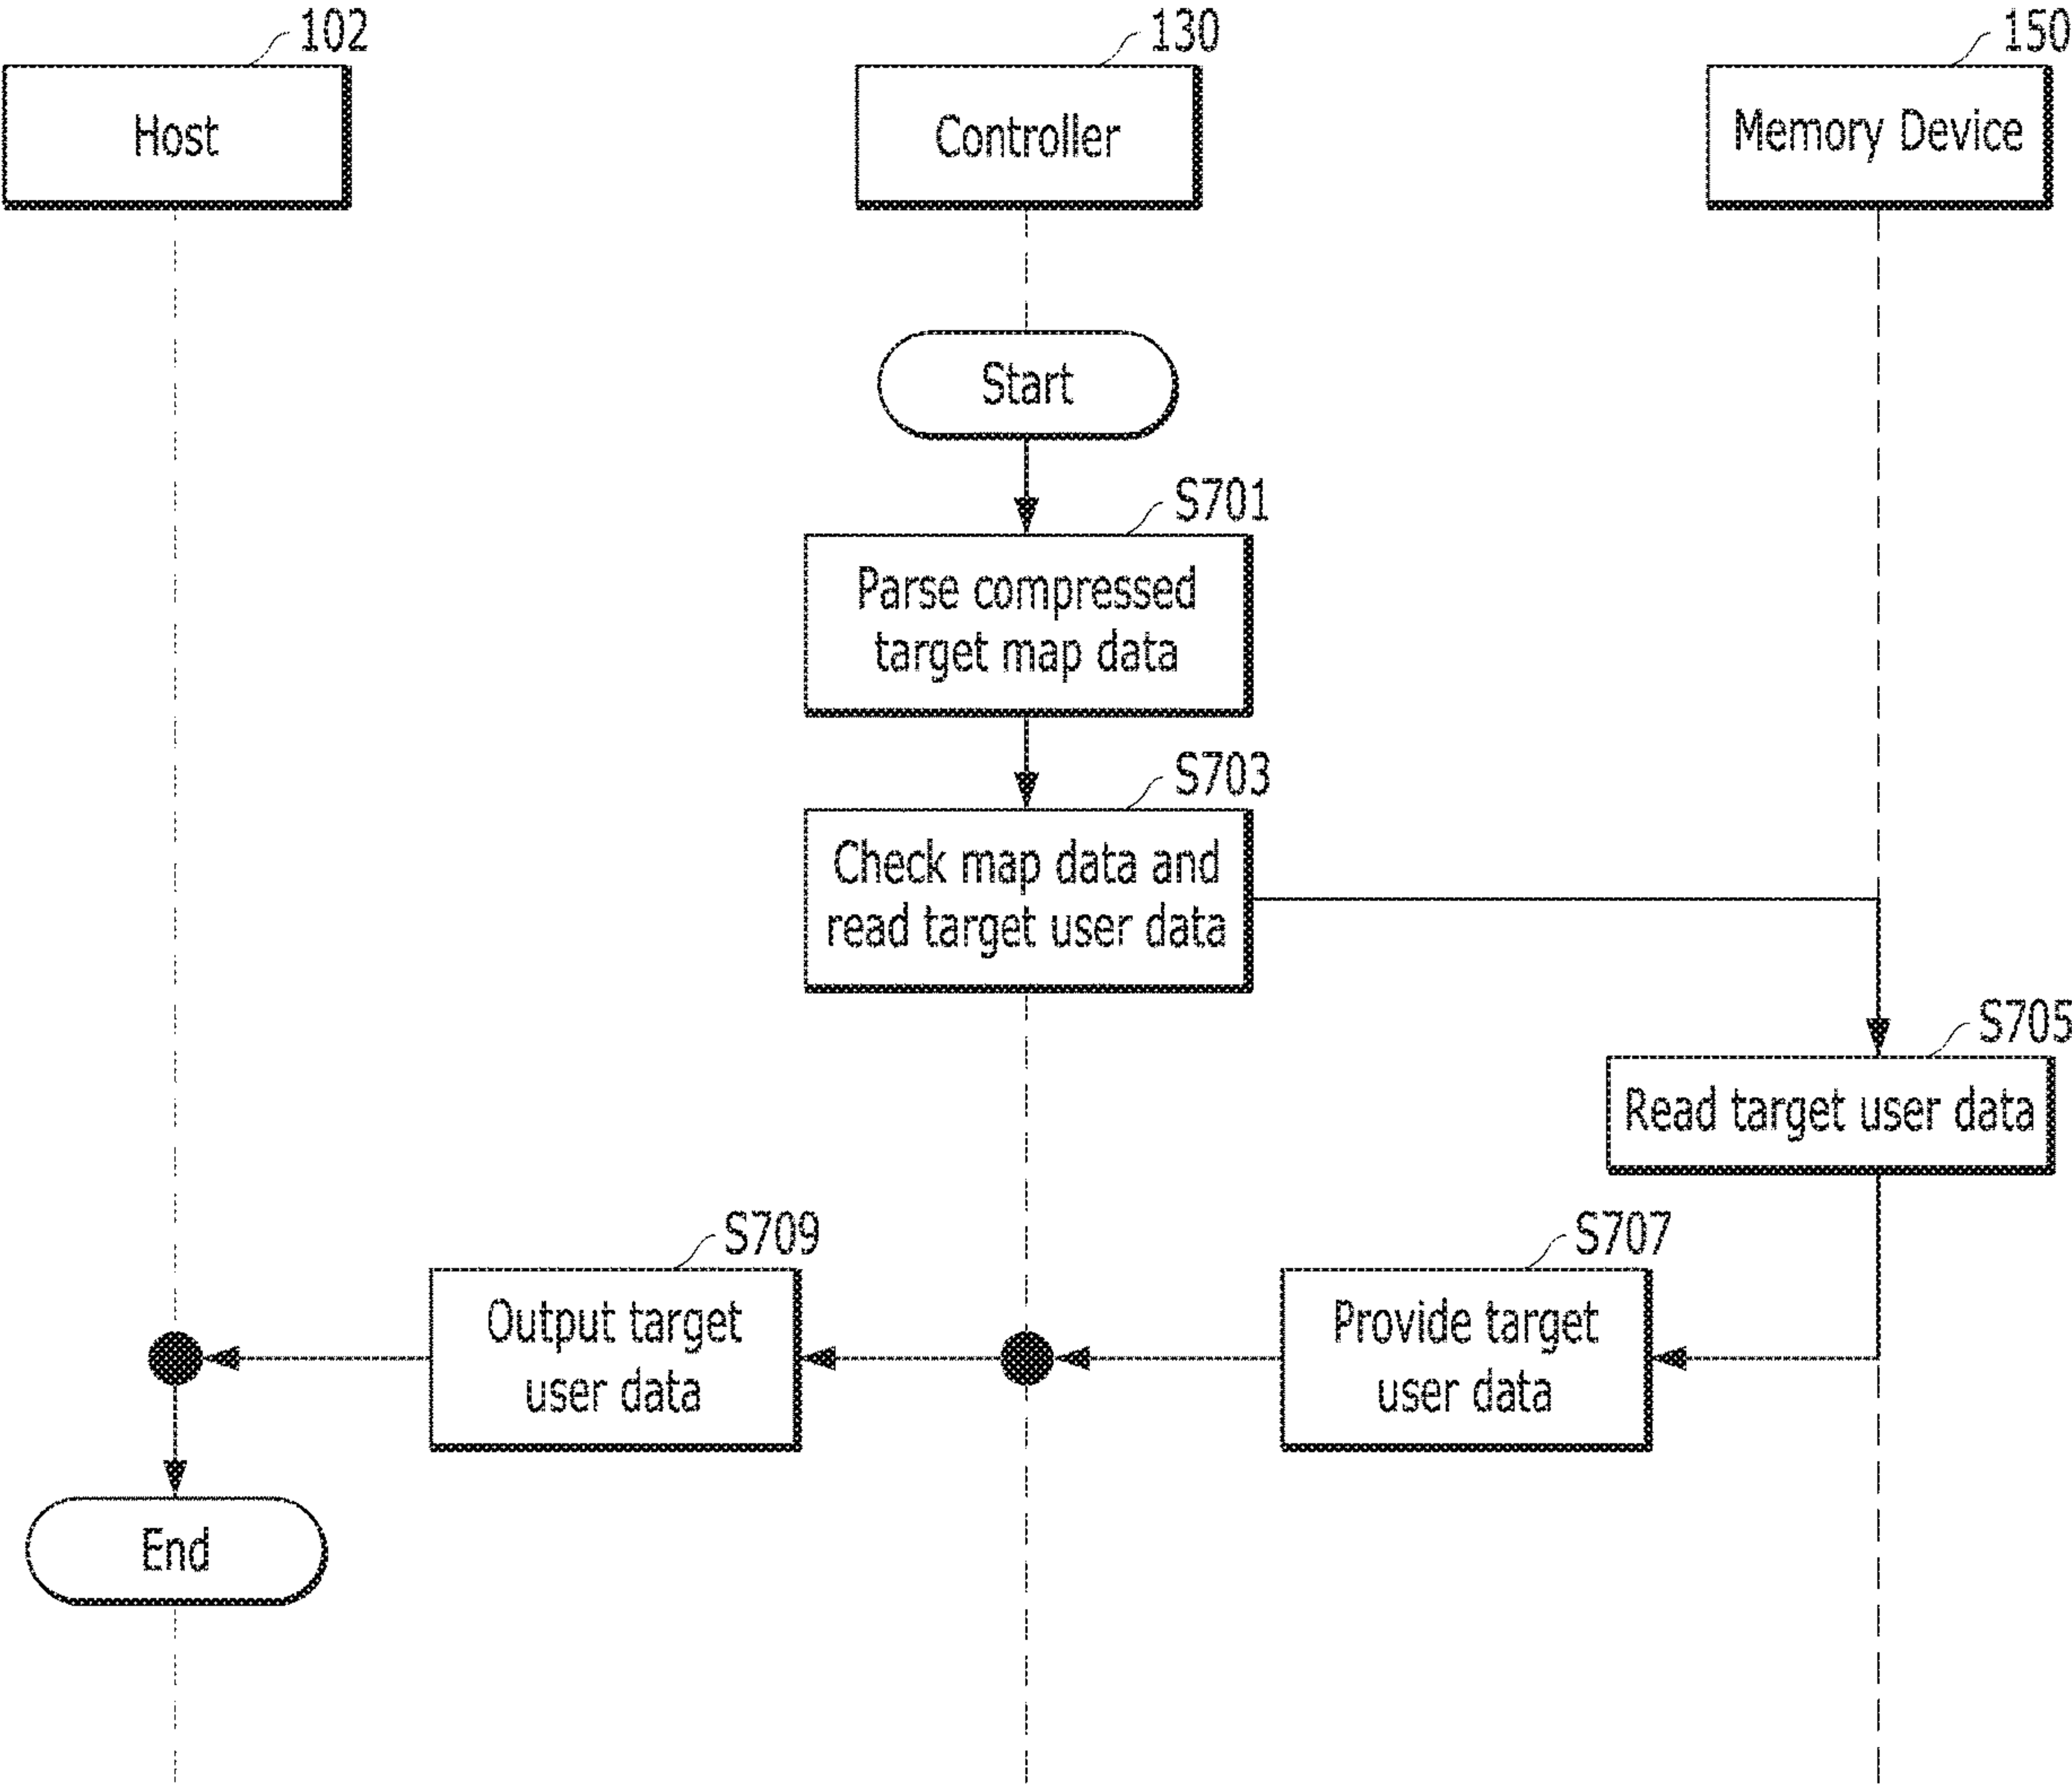 102
130
150
Host
Controller
Memory Device
Start
S701
Parse compressed
target map data
S703
Check map data and
read target user data
S705
Read target user data
S709
S707
Output target
user data
Provide target
user data
End